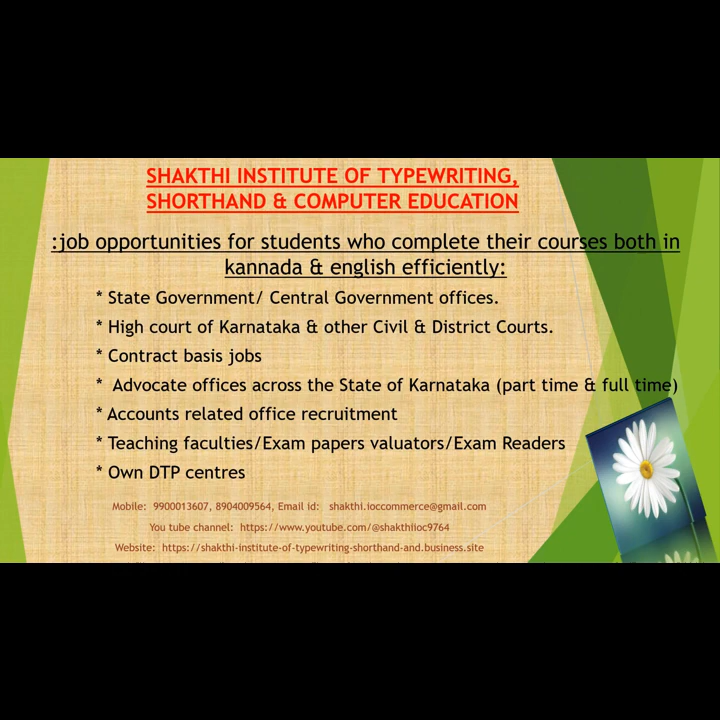 SHAKTHI INSTITUTE OF TYPEWRITING,
SHORTHAND & COMPUTER EDUCATION
:job opportunities for students who complete their courses both in
kannada & english efficiently:
* State Government/ Central Government offices.
* High court of Karnataka & other Civil & District Courts.
* Contract basis jobs
* Advocate offices across the State of Karnataka (part time & full time)
* Accounts related office recruitment
* Teaching faculties/Exam papers valuators/Exam Readers
* Own DTP centres
Mobile: 9900013607, 8904009564, Email id: shakthi.ioccommerce@gmail.com
You tube channel: https://www.youtube.com/@shakthiioc9764
Website: https://shakthi-institute-of-typewriting-shorthand-and.business.site